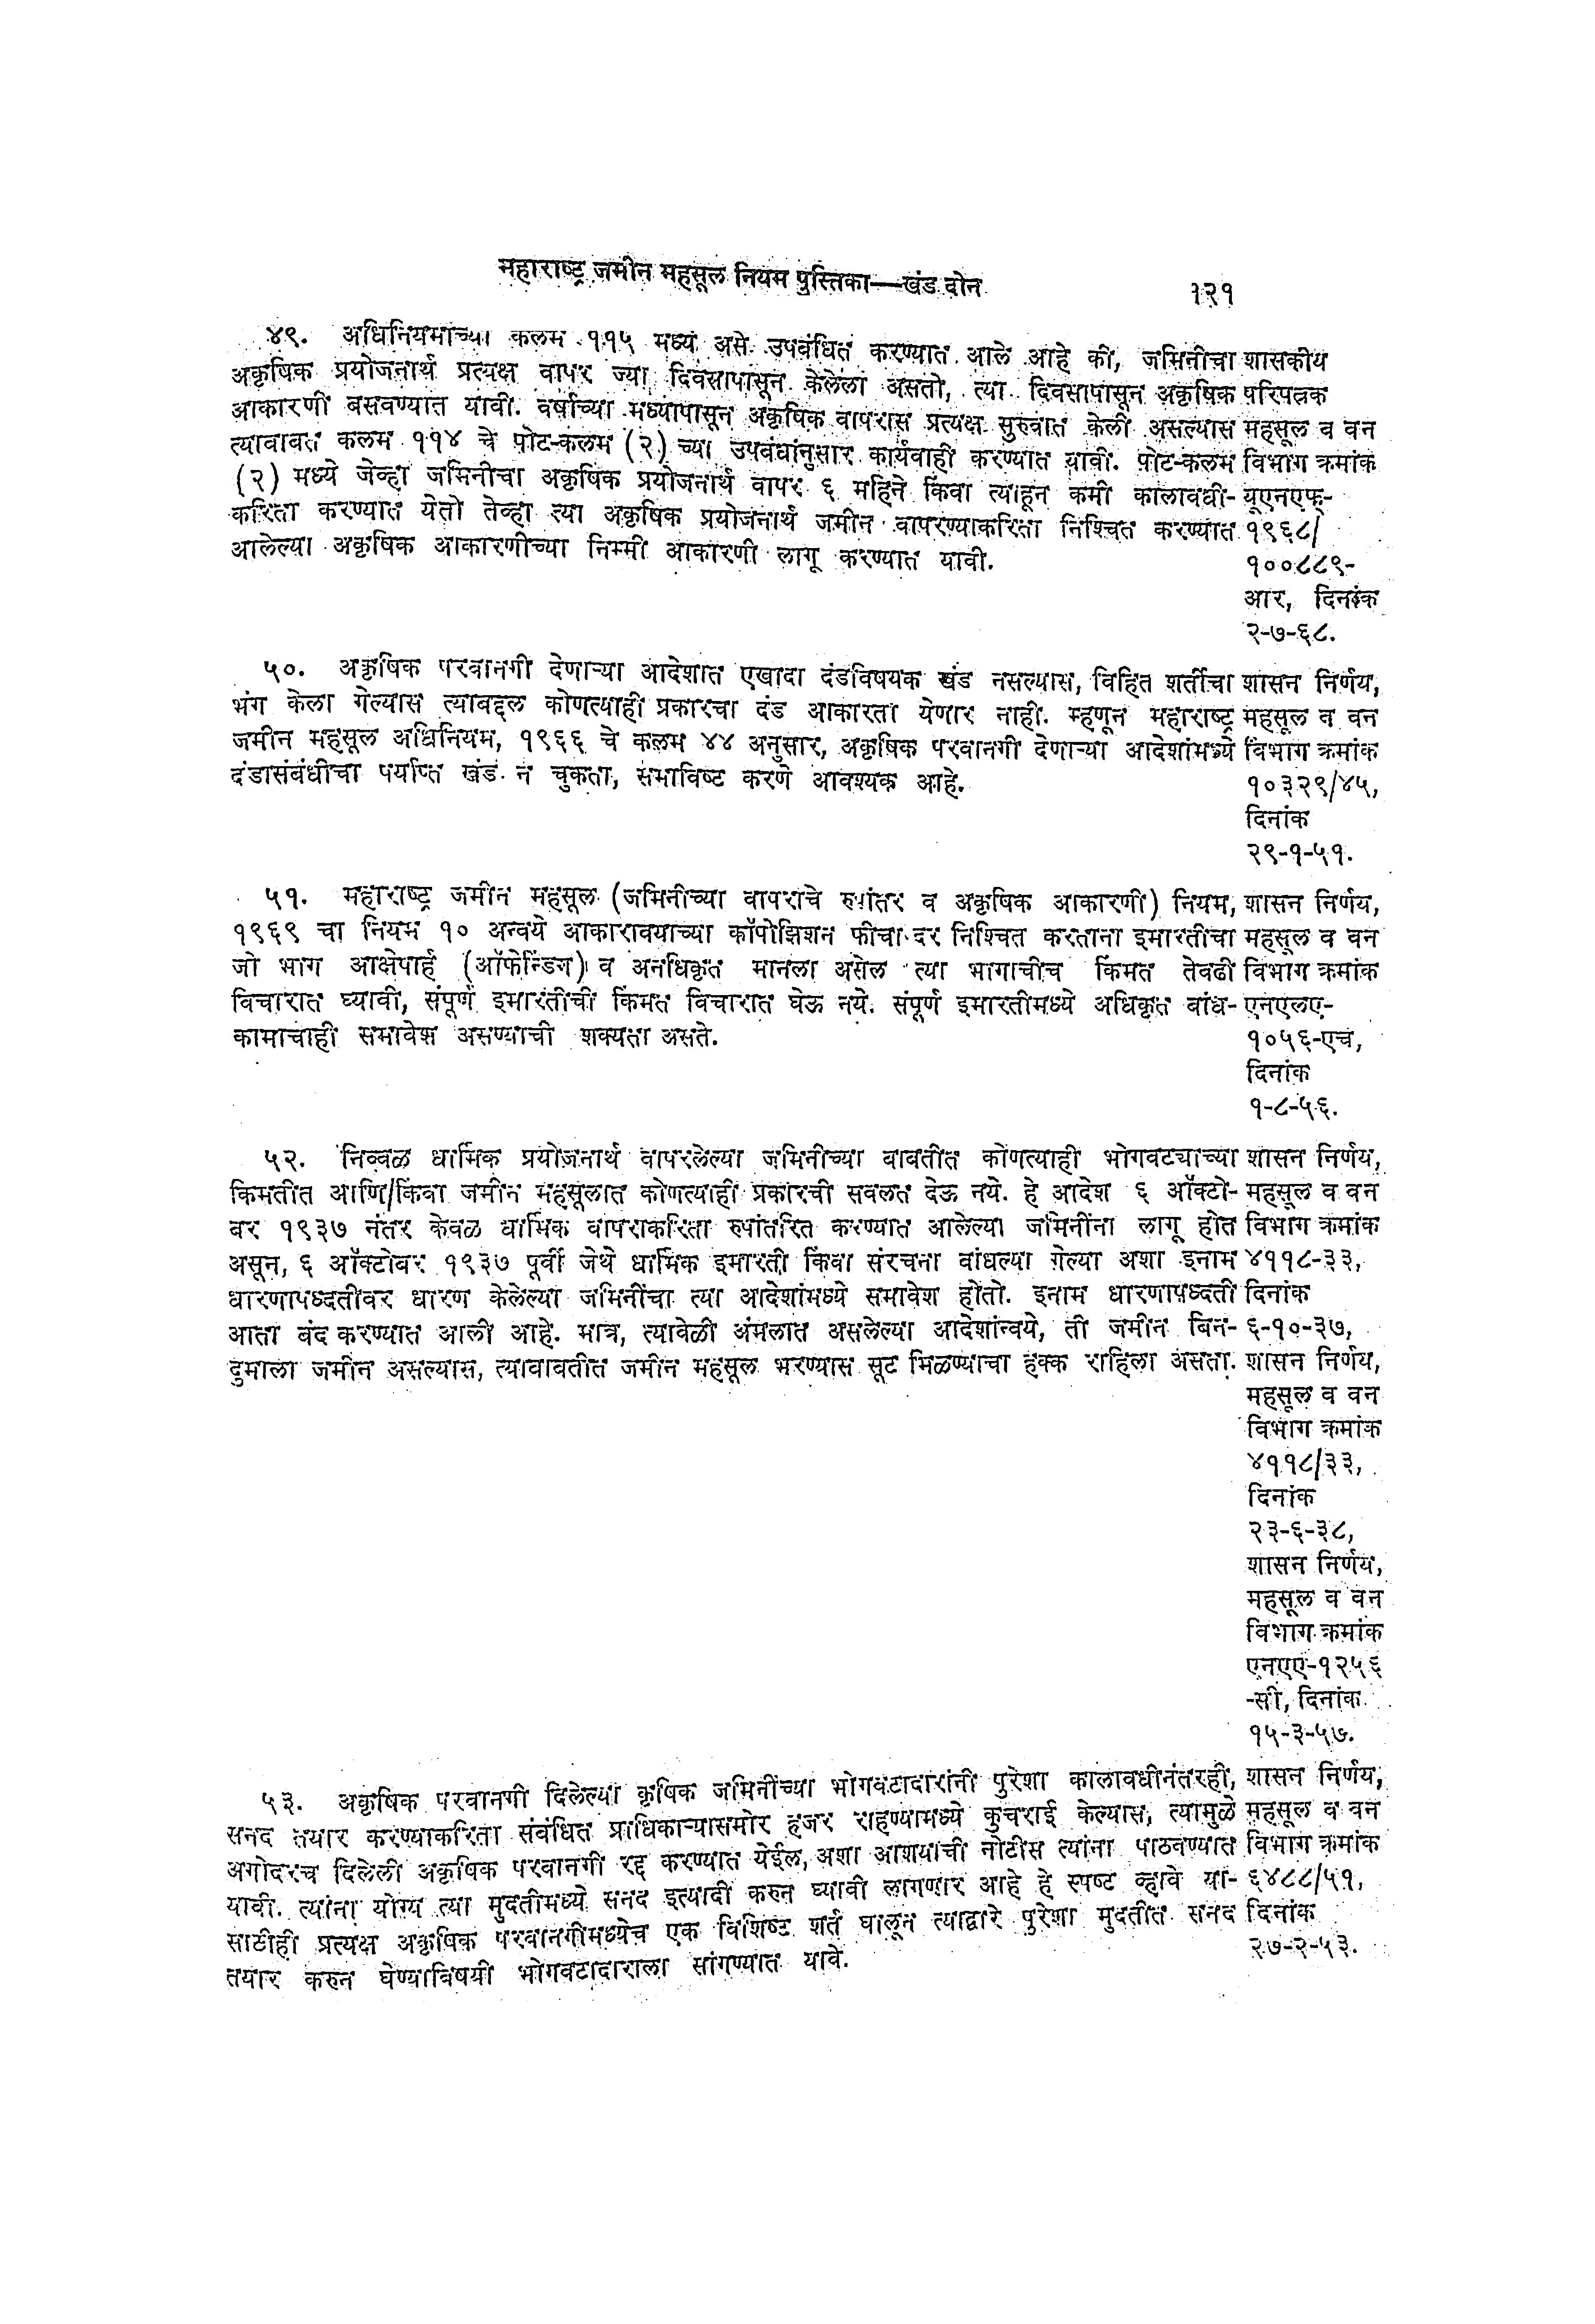 महाराष्ट्र जमीन महसूल नियम पुस्तिका—खंड दोन १२१
४९. अधिनियमाच्या कलम ११५ मध्ये असे उपबंधित करण्यात आले आहे की, जमिनीचा
अकृषिक प्रयोजनार्थ प्रत्यक्ष वापर ज्या दिवसापासून केलेला असतो, त्या दिवसापासून अकृषिक
आकारणी बसवण्यात यावी. वर्षाच्या मध्यापासून अकृषिक वापरास प्रत्यक्ष सुरुवात केली असल्यास
त्याबाबत कलम ११४ चे पोट-कलम (२) च्या उपबंधांनुसार कार्यवाही करण्यात यावी. पोट-कलम
(२) मध्ये जेव्हा जमिनीचा अकृषिक प्रयोजनार्थ वापर ६ महिने किंवा त्याहून कमी कालावधी-
करिता करण्यात येतो तेव्हा त्या अकृषिक प्रयोजनार्थ जमीन वापरण्याकरिता निश्चित करण्यात
आलेल्या अकृषिक आकारणीच्या निम्मी आकारणी लागू करण्यात यावी.
शासकीय
परिपत्रक
महसूल व वन
विभाग क्रमांक
यूएनएफ-
१९६८/
१००८८९-
आर, दिनांक
२-७-६८.
५०. अकृषिक परवानगी देणाऱ्या आदेशात एखादा दंडविषयक खंड नसल्यास, विहित शर्तीचा
भंग केला गेल्यास त्याबद्दल कोणत्याही प्रकारचा दंड आकारता येणार नाही. म्हणून महाराष्ट्र
जमीन महसूल अधिनियम, १९६६ चे कलम ४४ अनुसार, अकृषिक परवानगी देणाऱ्या आदेशांमध्ये
दंडासंबंधीचा पर्याप्त खंड न चुकता, समाविष्ट करणे आवश्यक आहे.
शासन निर्णय,
महसूल व वन
विभाग क्रमांक
१०३२९/४५,
दिनांक
२९-१-५१.
५१. महाराष्ट्र जमीन महसूल (जमिनीच्या वापराचे रुपांतर व अकृषिक आकारणी) नियम,
१९६९ चा नियम १० अन्वये आकारावयाच्या कॉपोझिशन फीचा दर निश्चित करताना इमारतीचा
जो भाग आक्षेपार्ह (ऑफेन्डिंग) व अनधिकृत मानला असेल त्या भागाचीच किंमत तेवढी
विचारात घ्यावी, संपूर्ण इमारतीची किंमत विचारात घेऊ नये. संपूर्ण इमारतीमध्ये अधिकृत बांध-
कामाचाही समावेश असण्याची शक्यता असते.
शासन निर्णय,
महसूल व वन
विभाग क्रमांक
एनएलए-
१०५६-एच,
दिनांक
१-८-५६.
५२. निव्वळ धार्मिक प्रयोजनार्थ वापरलेल्या जमिनीच्या बाबतीत कोणत्याही भोगवट्याच्या
किमतीत आणि/किंवा जमीन महसूलात कोणत्याही प्रकारची सवलत देऊ नये. हे आदेश ६ ऑक्टो-
बर १९३७ नंतर केवळ धार्मिक वापराकरिता रुपांतरित करण्यात आलेल्या जमिनींना लागू होत
असून, ६ ऑक्टोबर १९३७ पूर्वी जेथे धार्मिक इमारती किंवा संरचना बांधल्या गेल्या अशा इनाम
धारणापध्दतीवर धारण केलेल्या जमिनींचा त्या आदेशांमध्ये समावेश होतो. इनाम धारणापध्दती
आता बंद करण्यात आली आहे. मात्र, त्यावेळी अंमलात असलेल्या आदेशांन्वये, ती जमीन बिन-
दुमाला जमीन असल्यास, त्याबाबतीत जमीन महसूल भरण्यास सूट मिळण्याचा हक्क राहिला असता.
शासन निर्णय,
महसूल व वन
विभाग क्रमांक
४११८-३३,
दिनांक
६-१०-३७,
शासन निर्णय,
महसूल व वन
विभाग क्रमांक
४११८/३३,
दिनांक
२३-६-३८,
शासन निर्णय,
महसूल व वन
विभाग क्रमांक
एनएए-१२५६
-सी, दिनांक
१५-३-५७.
५३. अकृषिक परवानगी दिलेल्या कृषिक जमिनींच्या भोगवटादारांनी पुरेशा कालावधीनंतरही,
सनद तयार करण्याकरिता संबंधित प्राधिकाऱ्यासमोर हजर राहण्यामध्ये कुचराई केल्यास, त्यामुळे
अगोदरच दिलेली अकृषिक परवानगी रद्द करण्यात येईल, अशा आशयाची नोटीस त्यांना पाठवण्यात
यावी. त्यांना योग्य त्या मुदतीमध्ये सनद इत्यादी करुन घ्यावी लागणार आहे हे स्पष्ट व्हावे या-
साठीही प्रत्यक्ष अकृषिक परवानगीमध्येच एक विशिष्ट शर्त घालून त्याद्वारे पुरेशा मुदतीत सनद
तयार करुन घेण्याविषयी भोगवटादाराला सांगण्यात यावे.
शासन निर्णय,
महसूल व वन
विभाग क्रमांक
६४८८/५१,
दिनांक
२७-२-५३.